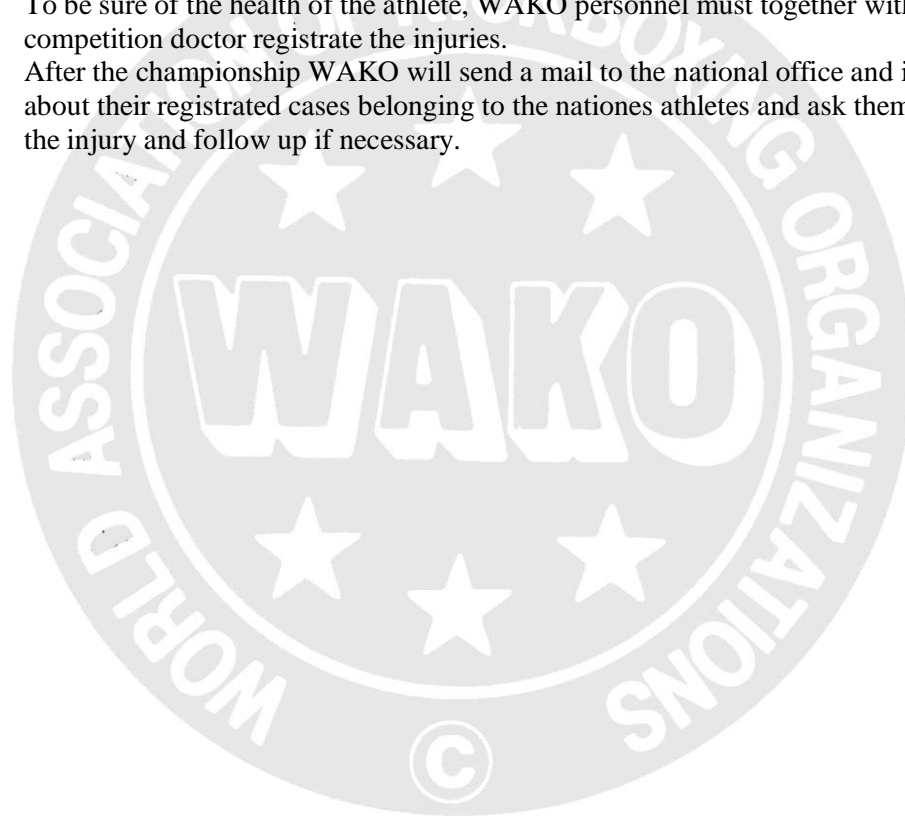 To be sure of the health of the athlete, WAKO personnel must together with
competition doctor registrate the injuries.
After the championship WAKO will send a mail to the national office and i
about their registrated cases belonging to the nationes athletes and ask them
the injury and follow up if necessary.
WORLD ASSOCIATION OF KICKBOXING ORGANIZATIONS
WAKO
©